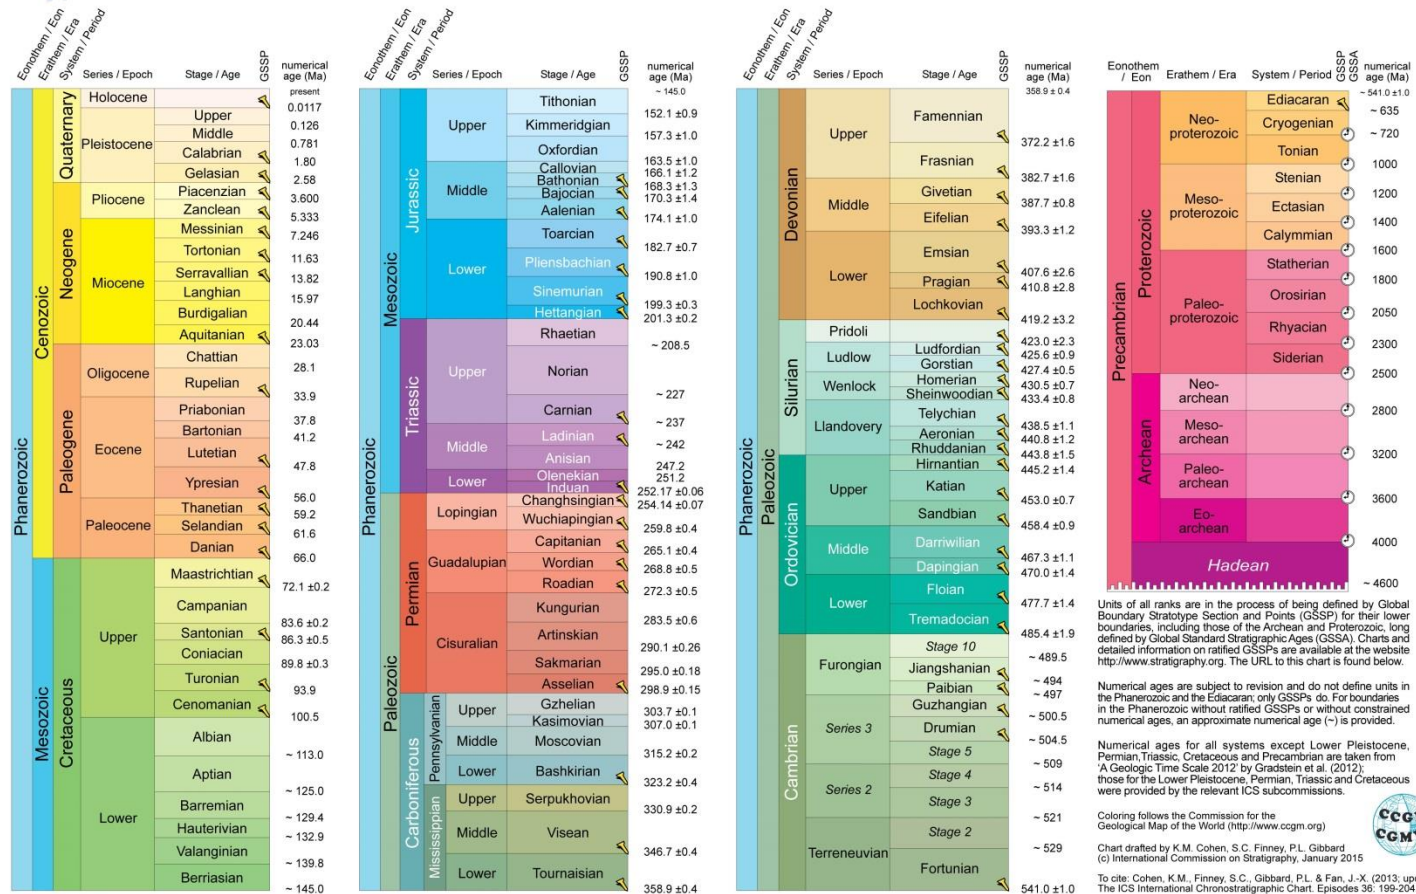 Eonothem / Eon
Erathem / Era
System / Period
Series / Epoch
Stage / Age
GSSP
numerical
age (Ma)
Phanerozoic
Cenozoic
Mesozoic
Quaternary
Neogene
Paleogene
Cretaceous
Holocene
Pleistocene
Pliocene
Miocene
Oligocene
Eocene
Paleocene
Upper
Lower
Upper
Middle
Calabrian
Gelasian
Piacenzian
Zanclean
Messinian
Tortonian
Serravallian
Langhian
Burdigalian
Aquitanian
Chattian
Rupelian
Priabonian
Bartonian
Lutetian
Ypresian
Thanetian
Selandian
Danian
Maastrichtian
Campanian
Santonian
Coniacian
Turonian
Cenomanian
Albian
Aptian
Barremian
Hauterivian
Valanginian
Berriasian
present
0.0117
0.126
0.781
1.80
2.58
3.600
5.333
7.246
11.63
13.82
15.97
20.44
23.03
28.1
33.9
37.8
41.2
47.8
56.0
59.2
61.6
66.0
72.1 ±0.2
83.6 ±0.2
86.3 ±0.5
89.8 ±0.3
93.9
100.5
~ 113.0
~ 125.0
~ 129.4
~ 132.9
~ 139.8
~ 145.0
Eonothem / Eon
Erathem / Era
System / Period
Series / Epoch
Stage / Age
GSSP
numerical
age (Ma)
Phanerozoic
Mesozoic
Paleozoic
Jurassic
Triassic
Permian
Carboniferous
Pennsylvanian
Mississippian
Upper
Middle
Lower
Upper
Middle
Lower
Lopingian
Guadalupian
Cisuralian
Upper
Middle
Lower
Upper
Middle
Lower
Tithonian
Kimmeridgian
Oxfordian
Callovian
Bathonian
Bajocian
Aalenian
Toarcian
Pliensbachian
Sinemurian
Hettangian
Rhaetian
Norian
Carnian
Ladinian
Anisian
Olenekian
Induan
Changhsingian
Wuchiapingian
Capitanian
Wordian
Roadian
Kungurian
Artinskian
Sakmarian
Asselian
Gzhelian
Kasimovian
Moscovian
Bashkirian
Serpukhovian
Visean
Tournaisian
~ 145.0
152.1 ±0.9
157.3 ±1.0
163.5 ±1.0
166.1 ±1.2
168.3 ±1.3
170.3 ±1.4
174.1 ±1.0
182.7 ±0.7
190.8 ±1.0
199.3 ±0.3
201.3 ±0.2
~ 208.5
~ 227
~ 237
~ 242
247.2
251.2
252.17 ±0.06
254.14 ±0.07
259.8 ±0.4
265.1 ±0.4
268.8 ±0.5
272.3 ±0.5
283.5 ±0.6
290.1 ±0.26
295.0 ±0.18
298.9 ±0.15
303.7 ±0.1
307.0 ±0.1
315.2 ±0.2
323.2 ±0.4
330.9 ±0.2
346.7 ±0.4
358.9 ±0.4
Eonothem / Eon
Erathem / Era
System / Period
Series / Epoch
Stage / Age
GSSP
numerical
age (Ma)
Phanerozoic
Paleozoic
Devonian
Silurian
Ordovician
Cambrian
Upper
Middle
Lower
Pridoli
Ludlow
Wenlock
Llandovery
Upper
Middle
Lower
Furongian
Series 3
Series 2
Terreneuvian
Famennian
Frasnian
Givetian
Eifelian
Emsian
Pragian
Lochkovian
Ludfordian
Gorstian
Homerian
Sheinwoodian
Telychian
Aeronian
Rhuddanian
Hirnantian
Katian
Sandbian
Darriwilian
Dapingian
Floian
Tremadocian
Stage 10
Jiangshanian
Paibian
Guzhangian
Drumian
Stage 5
Stage 4
Stage 3
Stage 2
Fortunian
358.9 ± 0.4
372.2 ±1.6
382.7 ±1.6
387.7 ±0.8
393.3 ±1.2
407.6 ±2.6
410.8 ±2.8
419.2 ±3.2
423.0 ±2.3
425.6 ±0.9
427.4 ±0.5
430.5 ±0.7
433.4 ±0.8
438.5 ±1.1
440.8 ±1.2
443.8 ±1.5
445.2 ±1.4
453.0 ±0.7
458.4 ±0.9
467.3 ±1.1
470.0 ±1.4
477.7 ±1.4
485.4 ±1.9
~ 489.5
~ 494
~ 497
~ 500.5
~ 504.5
~ 509
~ 514
~ 521
~ 529
541.0 ±1.0
Eonothem
/ Eon
Erathem / Era
System / Period
GSSP
GSSA
numerical
age (Ma)
Precambrian
Proterozoic
Archean
Neo-
proterozoic
Meso-
proterozoic
Paleo-
proterozoic
Neo-
archean
Meso-
archean
Paleo-
archean
Eo-
archean
Hadean
Ediacaran
Cryogenian
Tonian
Stenian
Ectasian
Calymmian
Statherian
Orosirian
Rhyacian
Siderian
~ 541.0 ±1.0
~ 635
~ 720
1000
1200
1400
1600
1800
2050
2300
2500
2800
3200
3600
4000
~ 4600
Units of all ranks are in the process of being defined by Global
Boundary Stratotype Section and Points (GSSP) for their lower
boundaries, including those of the Archean and Proterozoic, long
defined by Global Standard Stratigraphic Ages (GSSA). Charts and
detailed information on ratified GSSPs are available at the website
http://www.stratigraphy.org. The URL to this chart is found below.
Numerical ages are subject to revision and do not define units in
the Phanerozoic and the Ediacaran; only GSSPs do. For boundaries
in the Phanerozoic without ratified GSSPs or without constrained
numerical ages, an approximate numerical age (~) is provided.
Numerical ages for all systems except Lower Pleistocene,
Permian,Triassic, Cretaceous and Precambrian are taken from
'A Geologic Time Scale 2012' by Gradstein et al. (2012);
those for the Lower Pleistocene, Permian, Triassic and Cretaceous
were provided by the relevant ICS subcommissions.
Coloring follows the Commission for the
Geological Map of the World (http://www.ccgm.org)
Chart drafted by K.M. Cohen, S.C. Finney, P.L. Gibbard
(c) International Commission on Stratigraphy, January 2015
To cite: Cohen, K.M., Finney, S.C., Gibbard, P.L. & Fan, J.-X. (2013;
The ICS International Chronostratigraphic Chart. Episodes 36: